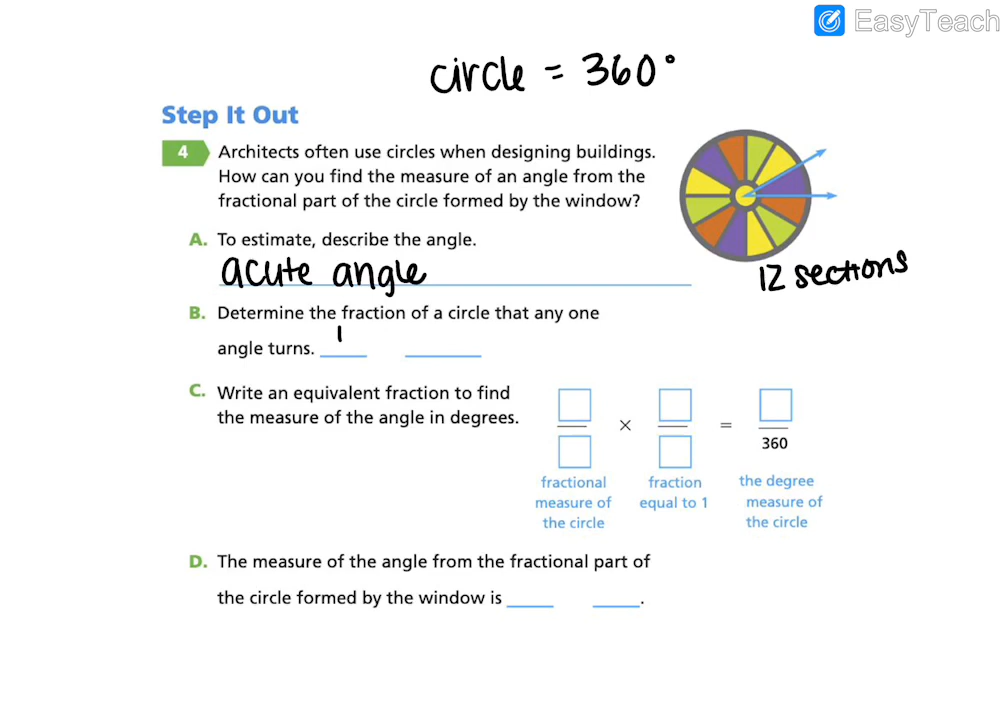 EasyTeach
circle = 360°
Step It Out
4 Architects often use circles when designing buildings.
How can you find the measure of an angle from the
fractional part of the circle formed by the window?
A. To estimate, describe the angle.
acute angle
12 sections
B. Determine the fraction of a circle that any one
1
angle turns.
C. Write an equivalent fraction to find
the measure of the angle in degrees.
× =
360
fractional measure of the circle
fraction equal to 1
the degree measure of the circle
D. The measure of the angle from the fractional part of
the circle formed by the window is .